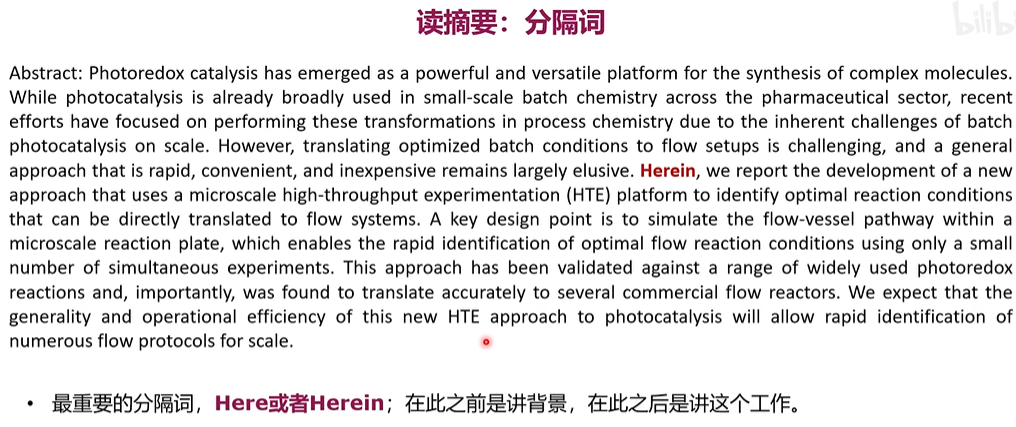 读摘要：分隔词
bilibi
Abstract: Photoredox catalysis has emerged as a powerful and versatile platform for the synthesis of complex molecules.
While photocatalysis is already broadly used in small-scale batch chemistry across the pharmaceutical sector, recent
efforts have focused on performing these transformations in process chemistry due to the inherent challenges of batch
photocatalysis on scale. However, translating optimized batch conditions to flow setups is challenging, and a general
approach that is rapid, convenient, and inexpensive remains largely elusive. Herein, we report the development of a new
approach that uses a microscale high-throughput experimentation (HTE) platform to identify optimal reaction conditions
that can be directly translated to flow systems. A key design point is to simulate the flow-vessel pathway within a
microscale reaction plate, which enables the rapid identification of optimal flow reaction conditions using only a small
number of simultaneous experiments. This approach has been validated against a range of widely used photoredox
reactions and, importantly, was found to translate accurately to several commercial flow reactors. We expect that the
generality and operational efficiency of this new HTE approach to photocatalysis will allow rapid identification of
numerous flow protocols for scale.
• 最重要的分隔词，Here或者Herein；在此之前是讲背景，在此之后是讲这个工作。